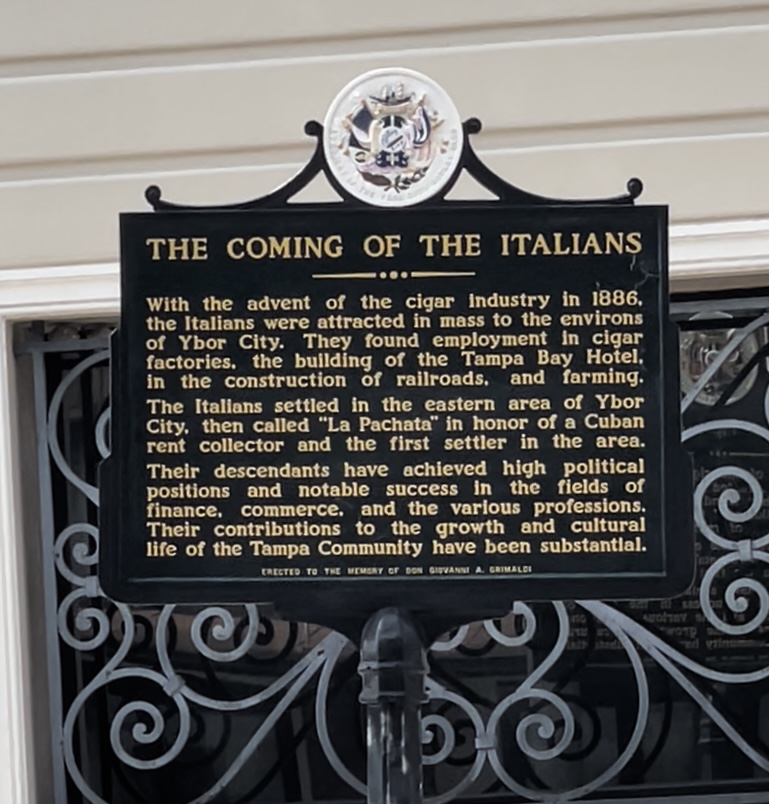 THE COMING OF THE ITALIANS
With the advent of the cigar industry in 1886,
the Italians were attracted in mass to the environs
of Ybor City. They found employment in cigar
factories, the building of the Tampa Bay Hotel,
in the construction of railroads, and farming.
The Italians settled in the eastern area of Ybor
City, then called "La Pachata" in honor of a Cuban
rent collector and the first settler in the area.
Their descendants have achieved high political
positions and notable success in the fields of
finance, commerce, and the various professions.
Their contributions to the growth and cultural
life of the Tampa Community have been substantial.
ERECTED TO THE MEMORY OF DON GIOVANNI A. GRIMALDI